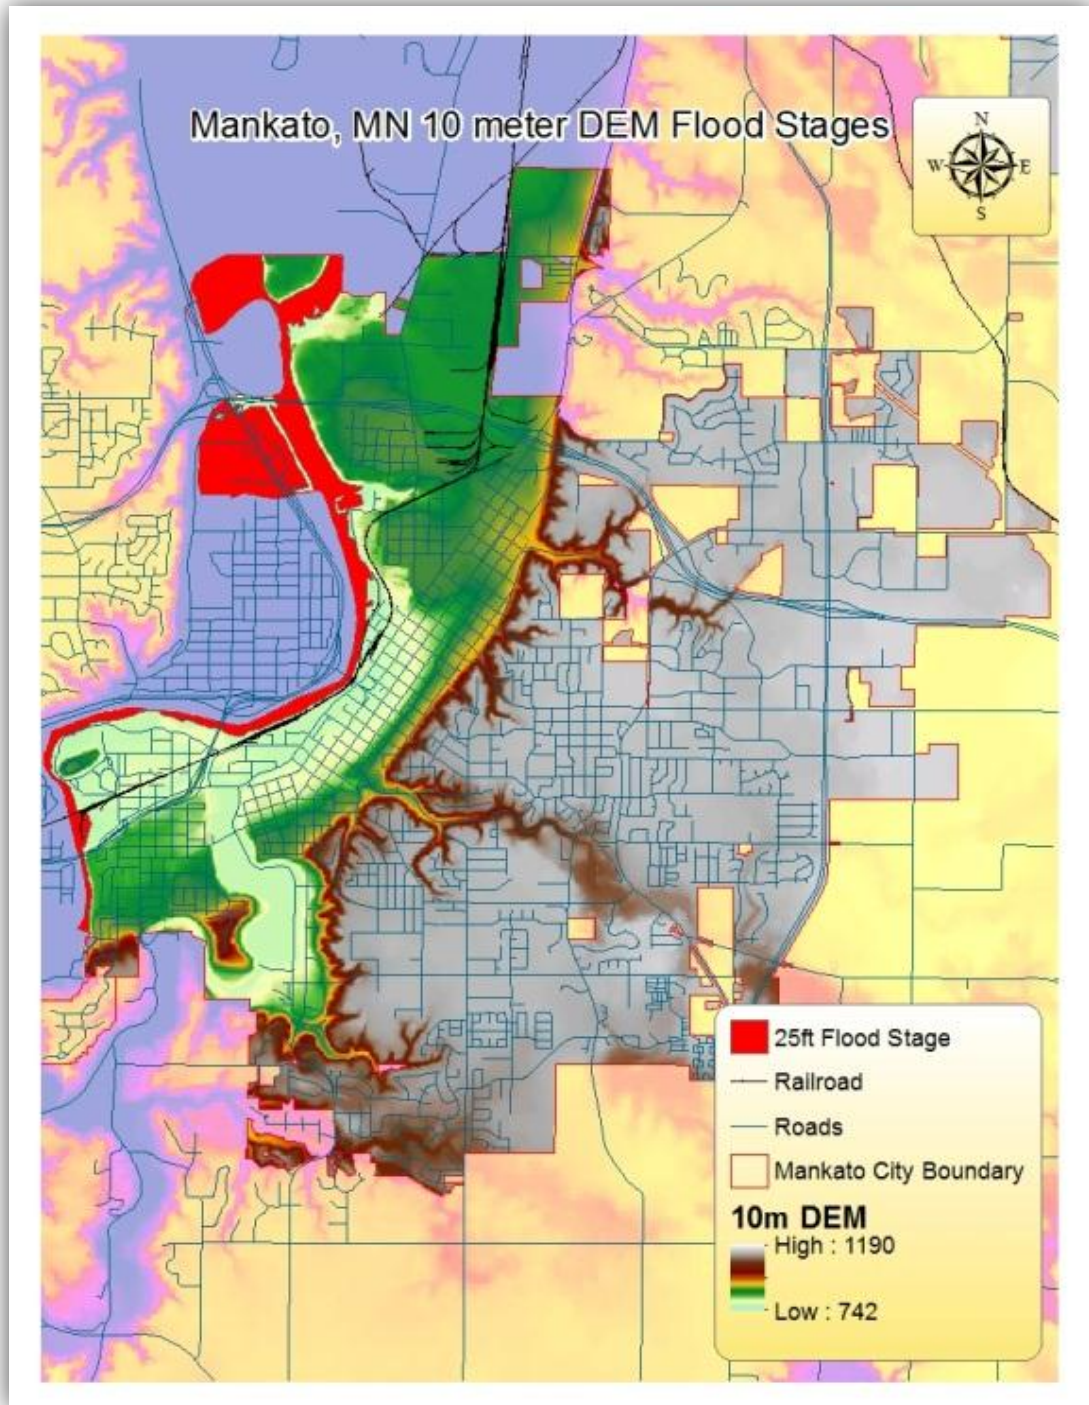 Mankato, MN 10 meter DEM Flood Stages
N
W E
S
25ft Flood Stage
Railroad
Roads
Mankato City Boundary
10m DEM
High : 1190
Low : 742